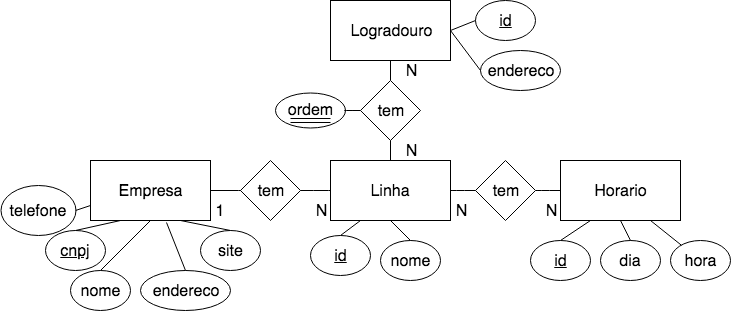 Logradouro
id
endereco
N
ordem
tem
N
Empresa
1
tem
N
Linha
N
tem
N
Horario
telefone
cnpj
nome
endereco
site
id
nome
id
dia
hora